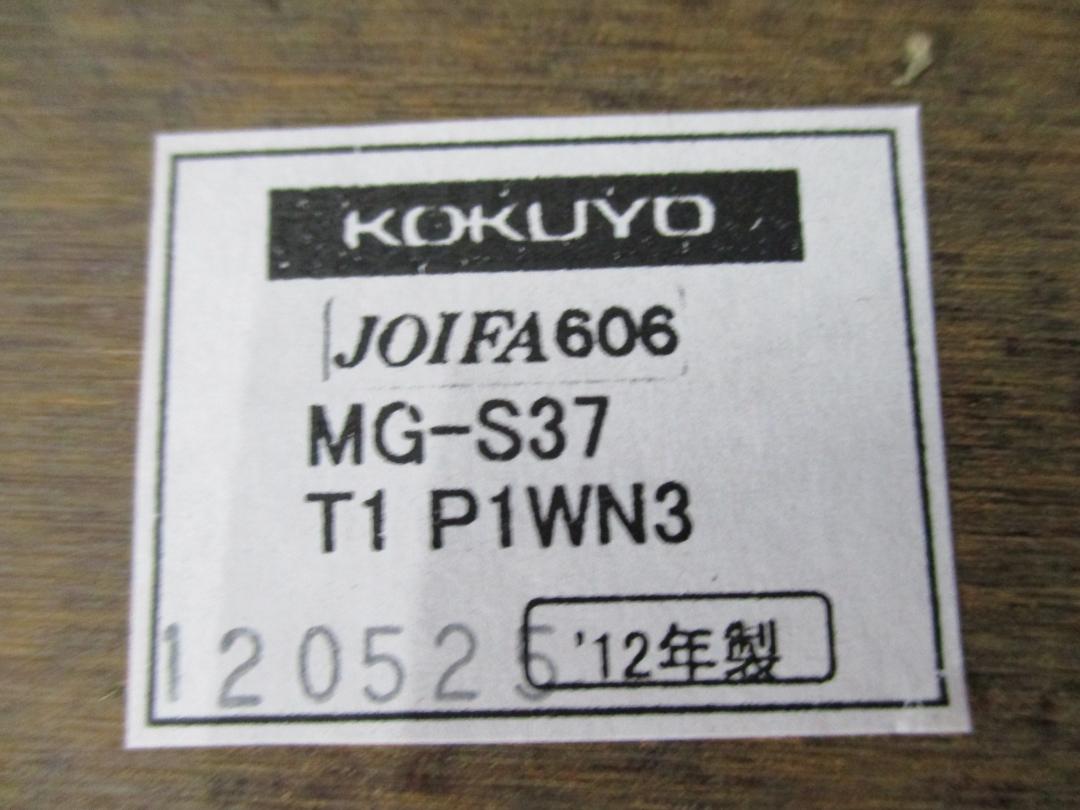 KOKUYO
JOIFA606
MG-S37
T1 P1WN3
120525
'12年製